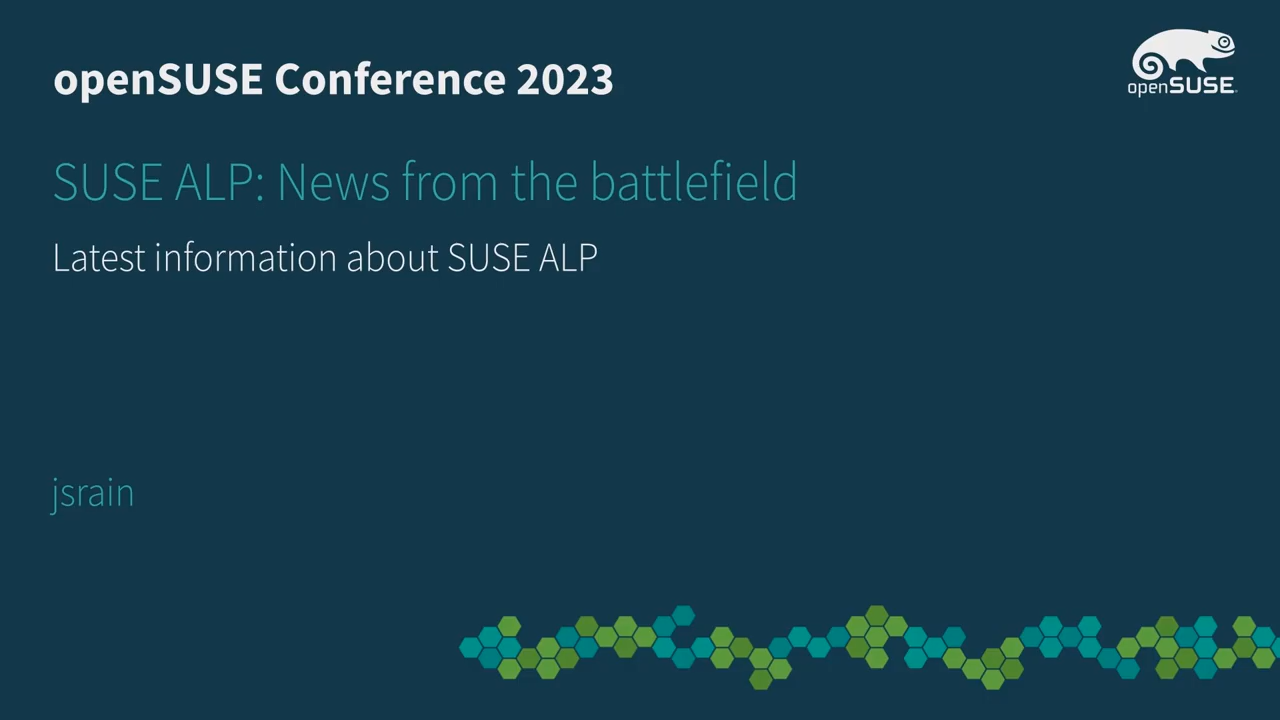 openSUSE Conference 2023
openSUSE
SUSE ALP: News from the battlefield
Latest information about SUSE ALP
jsrain